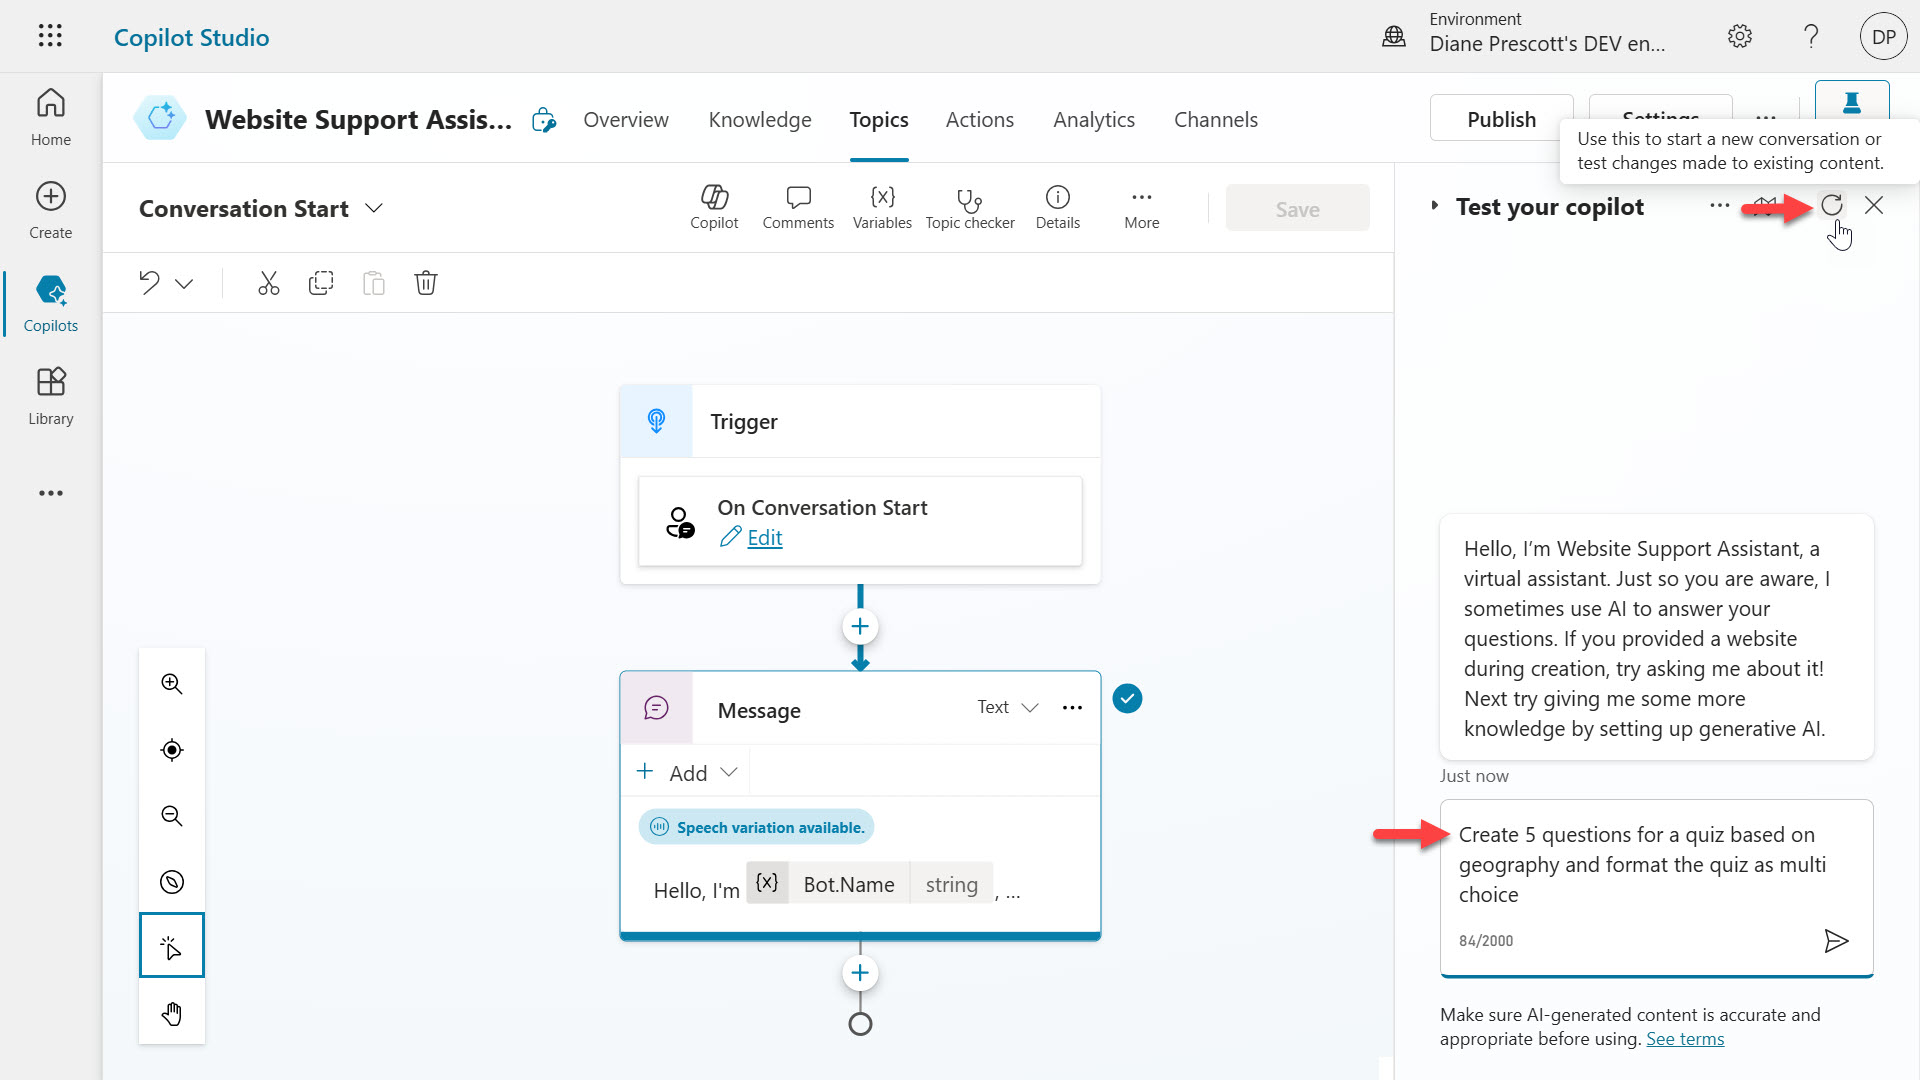 Copilot Studio
Environment
Diane Prescott's DEV en...
?
DP
Home
Create
Copilots
Library
Website Support Assis...
Overview
Knowledge
Topics
Actions
Analytics
Channels
Publish
Settings
Use this to start a new conversation or
test changes made to existing content.
Conversation Start
Copilot
Comments
{x}
Variables
Topic checker
Details
More
Save
Test your copilot
Trigger
On Conversation Start
Edit
Message
Text
Add
Speech variation available.
Hello, I'm {x} Bot.Name string , ...
Hello, I’m Website Support Assistant, a
virtual assistant. Just so you are aware, I
sometimes use AI to answer your
questions. If you provided a website
during creation, try asking me about it!
Next try giving me some more
knowledge by setting up generative AI.
Just now
Create 5 questions for a quiz based on
geography and format the quiz as multi
choice
84/2000
Make sure AI-generated content is accurate and
appropriate before using. See terms